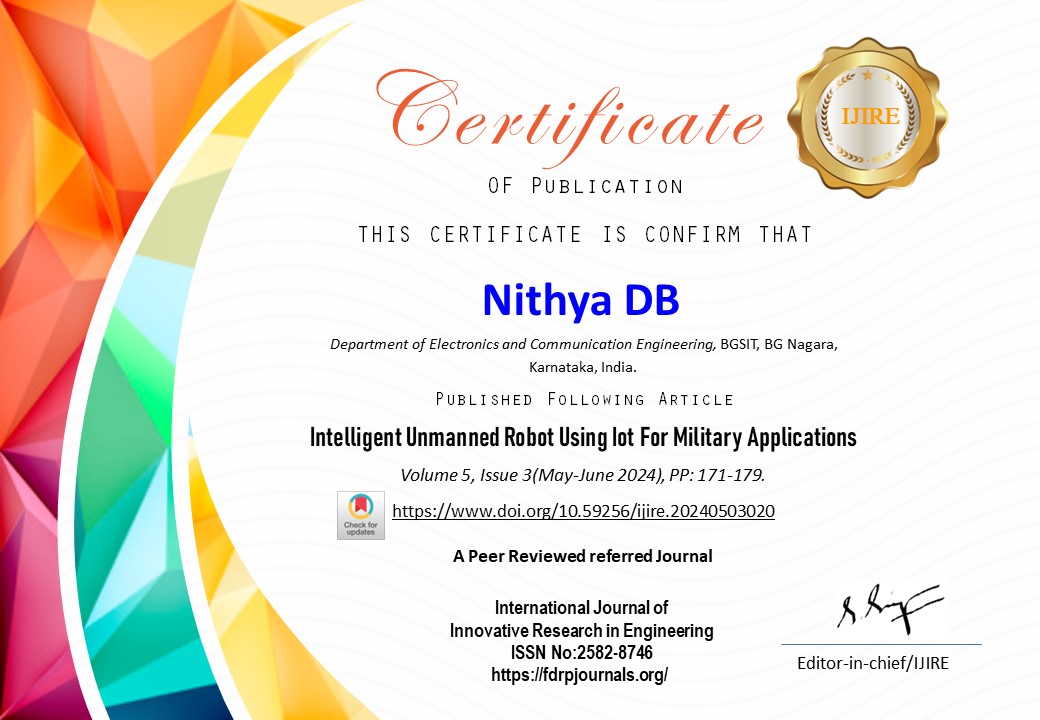 Certificate
IJIRE
OF PUBLICATION
THIS CERTIFICATE IS CONFIRM THAT
Nithya DB
Department of Electronics and Communication Engineering, BGSIT, BG Nagara,
Karnataka, India.
PUBLISHED FOLLOWING ARTICLE
Intelligent Unmanned Robot Using Iot For Military Applications
Volume 5, Issue 3(May-June 2024), PP: 171-179.
Check for
updates
https://www.doi.org/10.59256/ijire.20240503020
A Peer Reviewed referred Journal
International Journal of
Innovative Research in Engineering
ISSN No:2582-8746
https://fdrpjournals.org/
Editor-in-chief/IJIRE